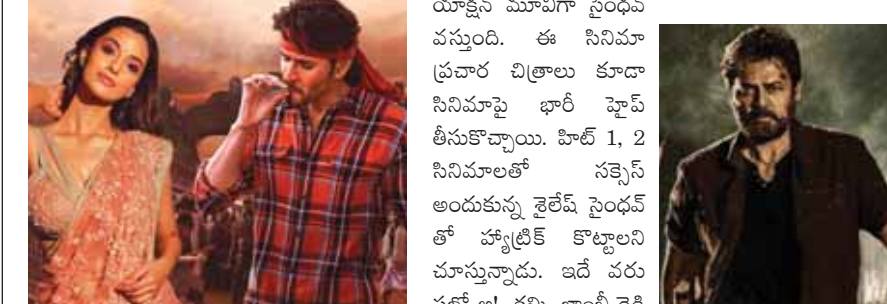 యాక్షన్ మూవీగా సైంధవ్
వస్తుంది. ఈ సినిమా
ప్రచార చిత్రాలు కూడా
సినిమాపై భారీ హైప్
తీసుకొచ్చాయి. హిట్ 1, 2
సినిమాలతో సక్సెస్
అందుకున్న శైలేష్ సైంధవ్
తో హ్యాట్రిక్ కొట్టాలని
చూస్తున్నాడు. ఇదే వరు